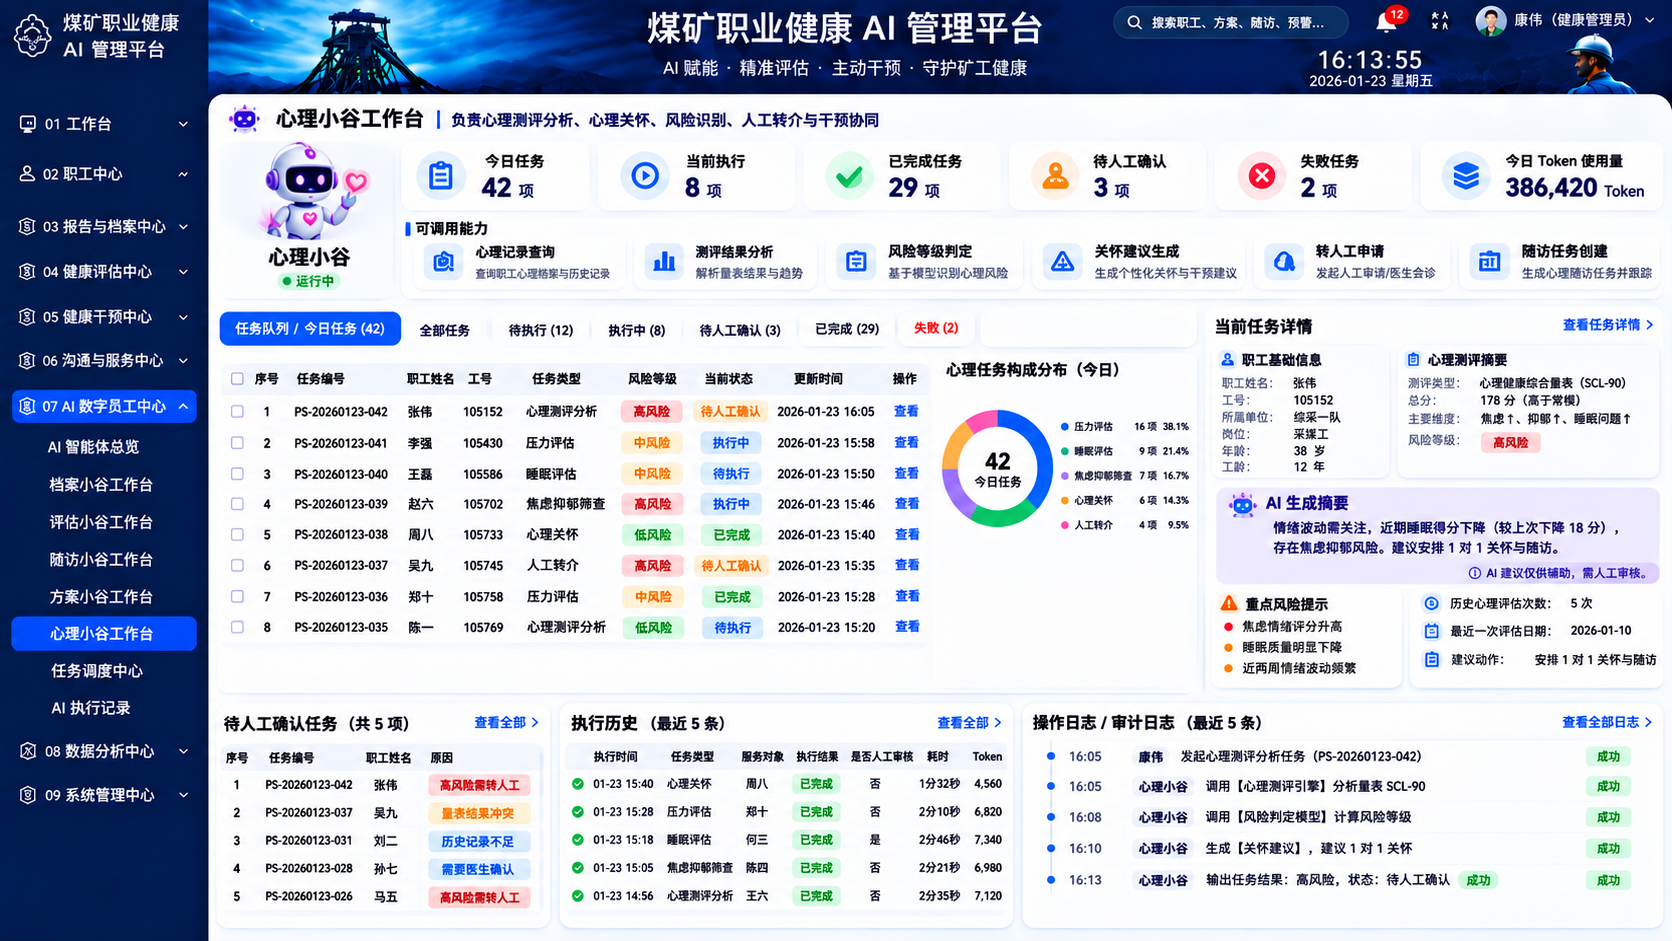 煤矿职业健康
AI 管理平台
01 工作台
02 职工中心
03 报告与档案中心
04 健康评估中心
05 健康干预中心
06 沟通与服务中心
07 AI 数字员工中心
AI 智能体总览
档案小谷工作台
评估小谷工作台
随访小谷工作台
方案小谷工作台
心理小谷工作台
任务调度中心
AI 执行记录
08 数据分析中心
09 系统管理中心
煤矿职业健康 AI 管理平台
AI 赋能 · 精准评估 · 主动干预 · 守护矿工健康
搜索职工、方案、随访、预警...
12
康伟（健康管理员）
16:13:55
2026-01-23 星期五
心理小谷工作台 | 负责心理测评分析、心理关怀、风险识别、人工转介与干预协同
心理小谷
运行中
今日任务
42 项
当前执行
8 项
已完成任务
29 项
待人工确认
3 项
失败任务
2 项
今日 Token 使用量
386,420 Token
可调用能力
心理记录查询
查询职工心理档案与历史记录
测评结果分析
解析量表结果与趋势
风险等级判定
基于模型识别心理风险
关怀建议生成
生成个性化关怀与干预建议
转人工申请
发起人工申请/医生会诊
随访任务创建
生成心理随访任务并跟踪
任务队列 / 今日任务 (42) 全部任务 待执行 (12) 执行中 (8) 待人工确认 (3) 已完成 (29) 失败 (2)
序号 任务编号 职工姓名 工号 任务类型 风险等级 当前状态 更新时间 操作
1 PS-20260123-042 张伟 105152 心理测评分析 高风险 待人工确认 2026-01-23 16:05 查看
2 PS-20260123-041 李强 105430 压力评估 中风险 执行中 2026-01-23 15:58 查看
3 PS-20260123-040 王磊 105586 睡眠评估 中风险 待执行 2026-01-23 15:50 查看
4 PS-20260123-039 赵六 105702 焦虑抑郁筛查 高风险 执行中 2026-01-23 15:46 查看
5 PS-20260123-038 周八 105733 心理关怀 低风险 已完成 2026-01-23 15:40 查看
6 PS-20260123-037 吴九 105745 人工转介 高风险 待人工确认 2026-01-23 15:35 查看
7 PS-20260123-036 郑十 105758 压力评估 中风险 已完成 2026-01-23 15:28 查看
8 PS-20260123-035 陈一 105769 心理测评分析 低风险 待执行 2026-01-23 15:20 查看
心理任务构成分布（今日）
42
今日任务
压力评估 16 项 38.1%
睡眠评估 9 项 21.4%
焦虑抑郁筛查 7 项 16.7%
心理关怀 6 项 14.3%
人工转介 4 项 9.5%
当前任务详情
查看任务详情
职工基础信息
职工姓名： 张伟
工号： 105152
所属单位： 综采一队
岗位： 采煤工
年龄： 38 岁
工龄： 12 年
心理测评摘要
测评类型： 心理健康综合量表（SCL-90）
总分： 178 分（高于常模）
主要维度： 焦虑↑、抑郁↑、睡眠问题↑
风险等级： 高风险
AI 生成摘要
情绪波动需关注，近期睡眠得分下降（较上次下降 18 分），
存在焦虑抑郁风险。建议安排 1 对 1 关怀与随访。
AI 建议仅供辅助，需人工审核。
重点风险提示
焦虑情绪评分升高
睡眠质量明显下降
近两周情绪波动频繁
历史心理评估次数： 5 次
最近一次评估日期： 2026-01-10
建议动作： 安排 1 对 1 关怀与随访
待人工确认任务（共 5 项） 查看全部
序号 任务编号 职工姓名 原因
1 PS-20260123-042 张伟 高风险需转人工
2 PS-20260123-037 吴九 量表结果冲突
3 PS-20260123-031 刘二 历史记录不足
4 PS-20260123-028 孙七 需要医生确认
5 PS-20260123-026 马五 高风险需转人工
执行历史（最近 5 条） 查看全部
执行时间 任务类型 服务对象 执行结果 是否人工审核 耗时 Token
01-23 15:40 心理关怀 周八 已完成 否 1分32秒 4,560
01-23 15:28 压力评估 郑十 已完成 否 2分10秒 6,820
01-23 15:18 睡眠评估 何三 已完成 是 2分46秒 7,340
01-23 15:05 焦虑抑郁筛查 陈四 已完成 否 2分21秒 6,980
01-23 14:56 心理测评分析 王六 已完成 否 2分35秒 7,120
操作日志 / 审计日志（最近 5 条） 查看全部日志
16:05 康伟 发起心理测评分析任务（PS-20260123-042） 成功
16:05 心理小谷 调用【心理测评引擎】分析量表 SCL-90 成功
16:08 心理小谷 调用【风险判定模型】计算风险等级 成功
16:10 心理小谷 生成【关怀建议】，建议 1 对 1 关怀 成功
16:13 心理小谷 输出任务结果：高风险，状态：待人工确认 成功 成功